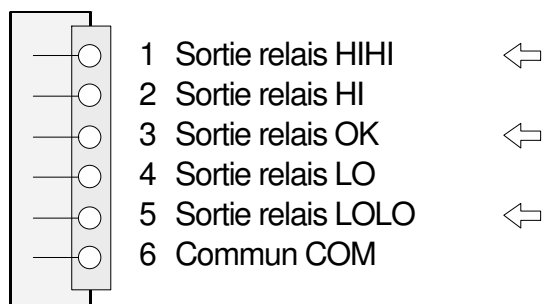 1 Sortie relais HIHI
2 Sortie relais HI
3 Sortie relais OK
4 Sortie relais LO
5 Sortie relais LOLO
6 Commun COM